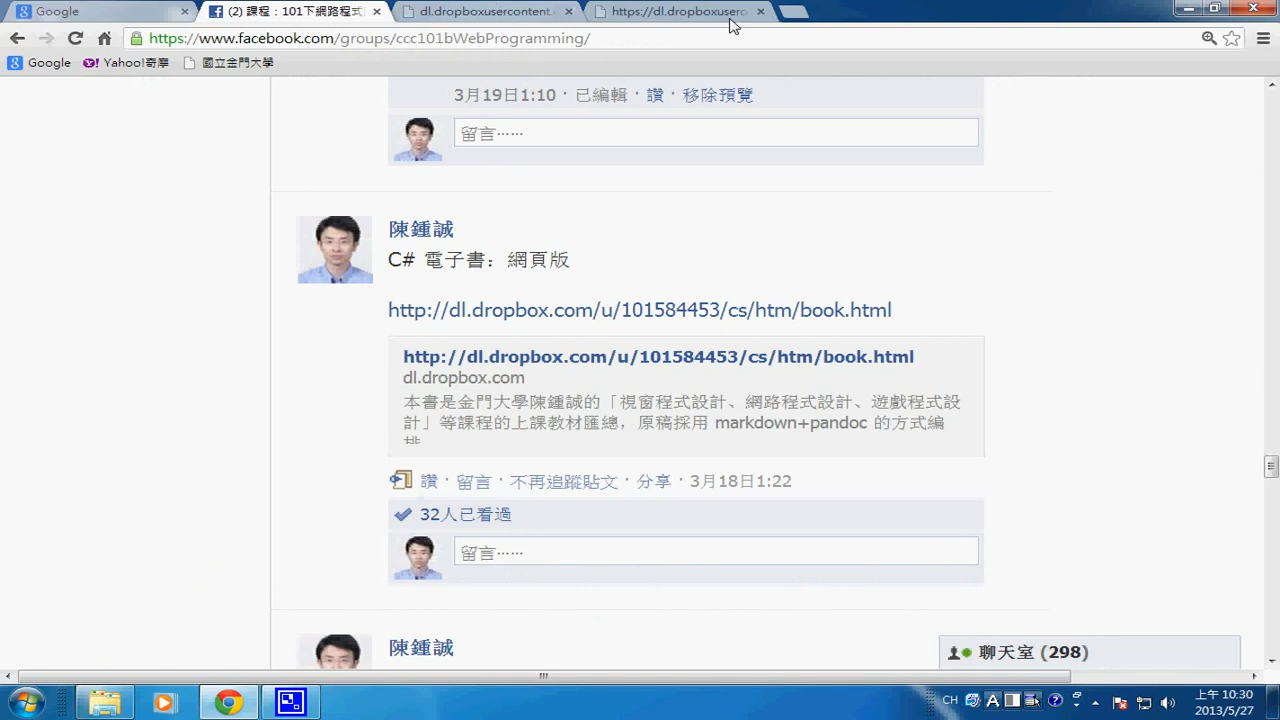 Google
(2) 課程：101下網路程式
dl.dropboxusercontent.
https://dl.dropboxuserc
https://www.facebook.com/groups/ccc101bWebProgramming/
Google
Yahoo!奇摩
國立金門大學
3月19日1:10 · 已編輯 · 讚 · 移除預覽
留言……
陳鍾誠
C# 電子書：網頁版
http://dl.dropbox.com/u/101584453/cs/htm/book.html
http://dl.dropbox.com/u/101584453/cs/htm/book.html
dl.dropbox.com
本書是金門大學陳鍾誠的「視窗程式設計、網路程式設計、遊戲程式設
計」等課程的上課教材匯總，原稿採用 markdown+pandoc 的方式編
讚 · 留言 · 不再追蹤貼文 · 分享 · 3月18日1:22
32人已看過
留言……
陳鍾誠
聊天室 (298)
CH
上午 10:30
2013/5/27